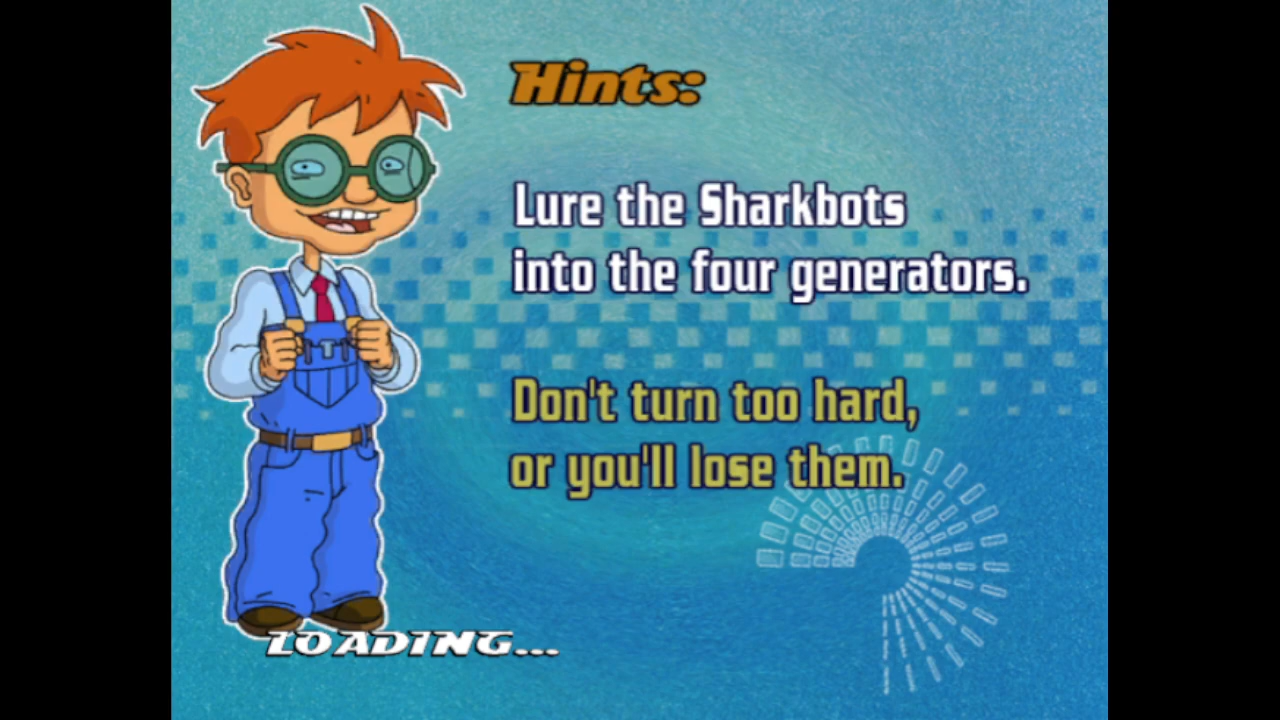 Hints:
Lure the Sharkbots
into the four generators.
Don't turn too hard,
or you'll lose them.
T
LOADING...